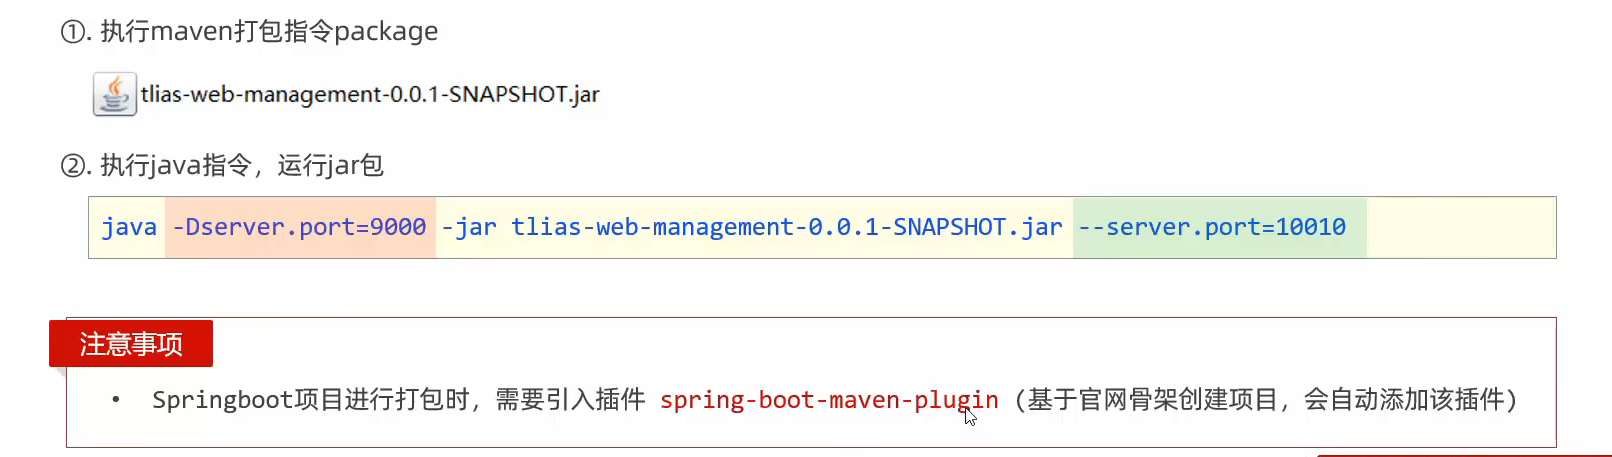 ①. 执行maven打包指令package
tlias-web-management-0.0.1-SNAPSHOT.jar
②. 执行java指令，运行jar包
java -Dserver.port=9000 -jar tlias-web-management-0.0.1-SNAPSHOT.jar --server.port=10010
注意事项
• Springboot项目进行打包时，需要引入插件 spring-boot-maven-plugin (基于官网骨架创建项目，会自动添加该插件)